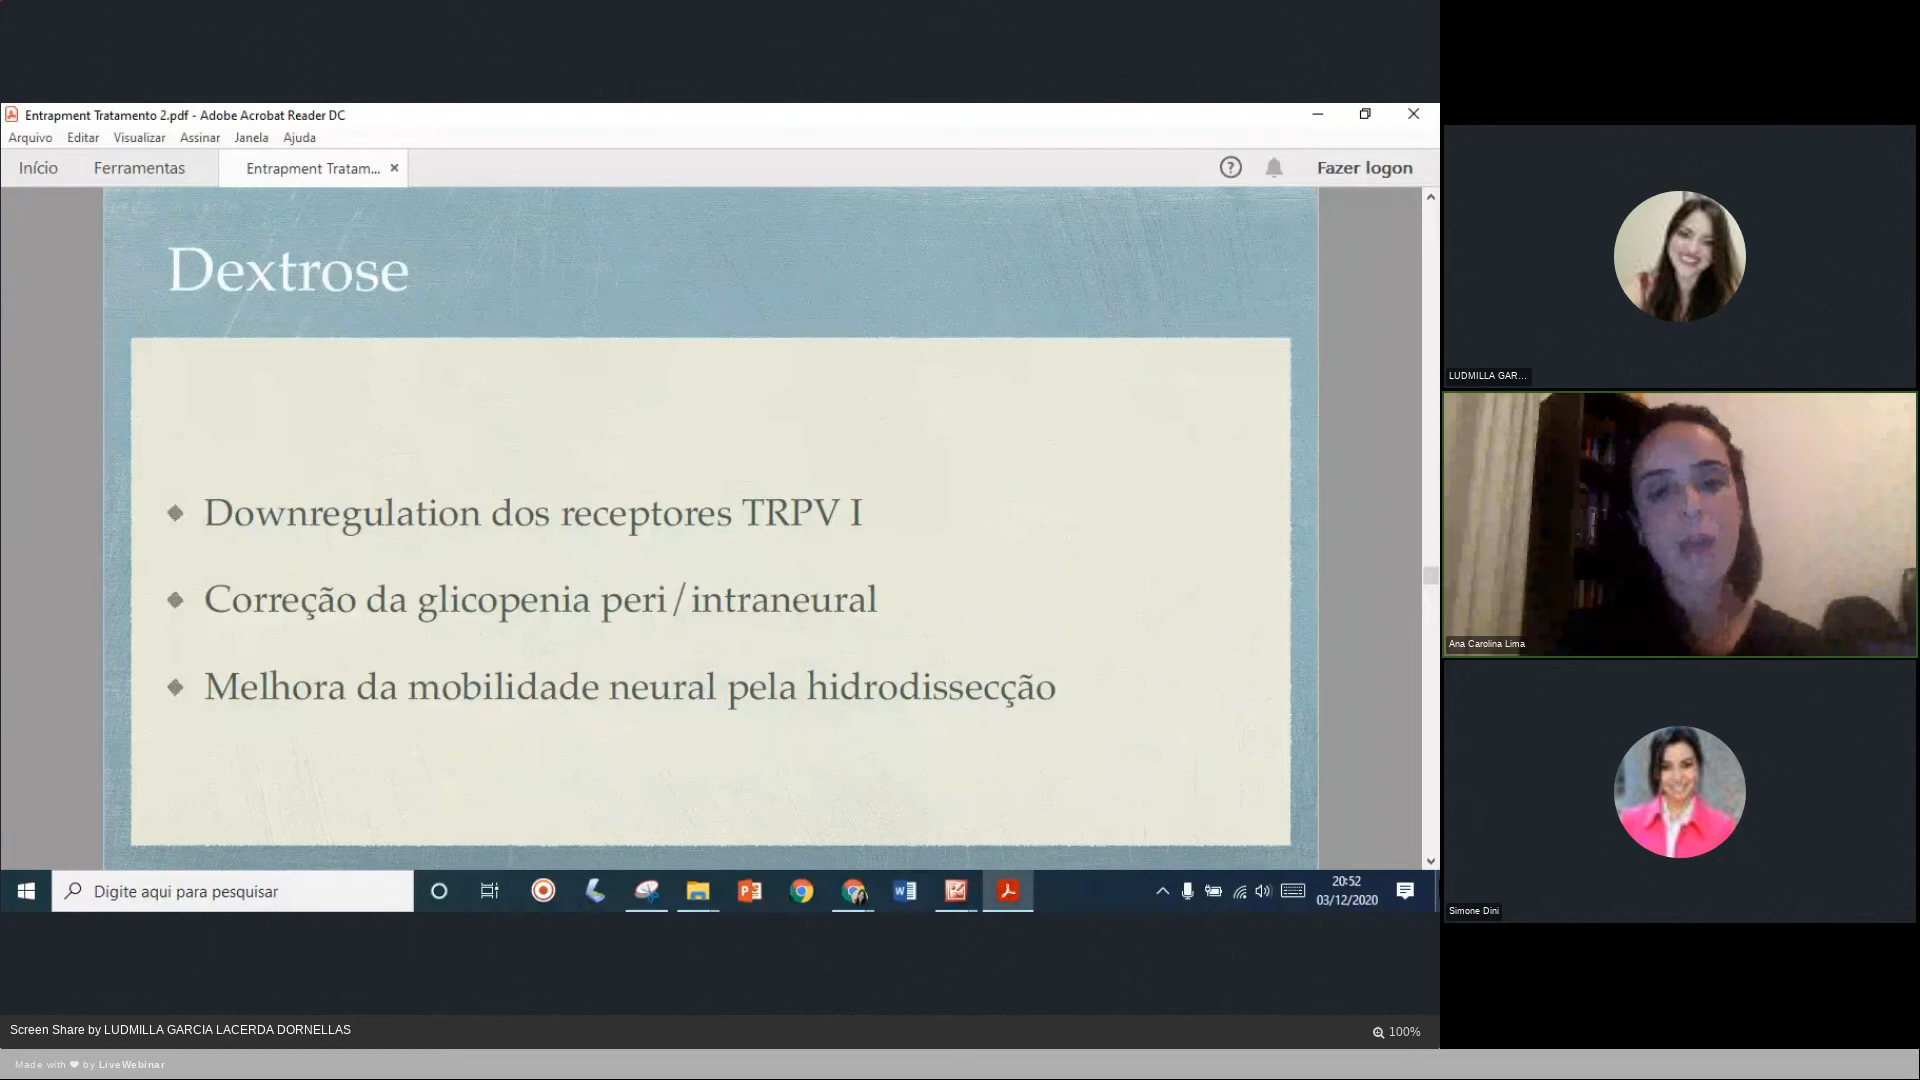 Entrapment Tratamento 2.pdf - Adobe Acrobat Reader DC
Arquivo Editar Visualizar Assinar Janela Ajuda
Início Ferramentas Entrapment Tratam... × Fazer logon
Dextrose
Downregulation dos receptores TRPV I
Correção da glicopenia peri/intraneural
Melhora da mobilidade neural pela hidrodissecção
Digite aqui para pesquisar
20:52
03/12/2020
LUDMILLA GAR...
Ana Carolina Lima
Simone Dini
Screen Share by LUDMILLA GARCIA LACERDA DORNELLAS
100%
Made with ❤ by LiveWebinar